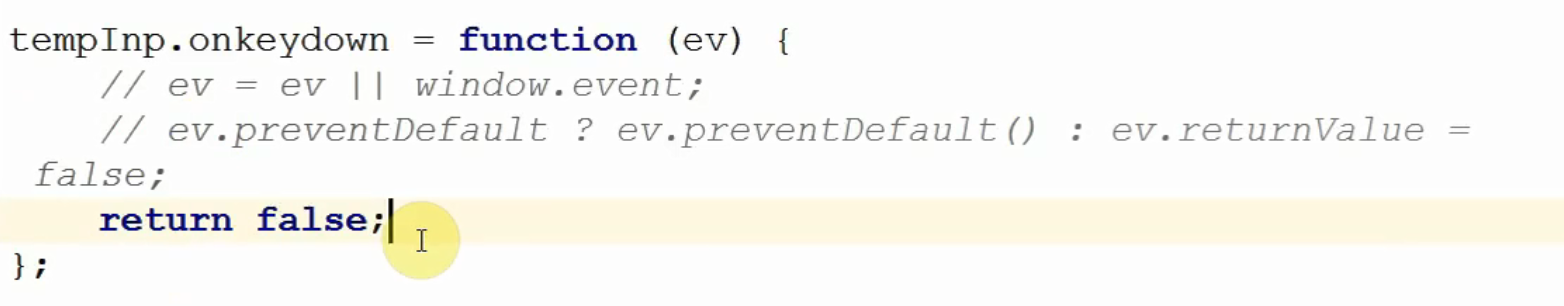 tempInp.onkeydown = function (ev) {
// ev = ev || window.event;
// ev.preventDefault ? ev.preventDefault() : ev.returnValue =
false;
return false;
};